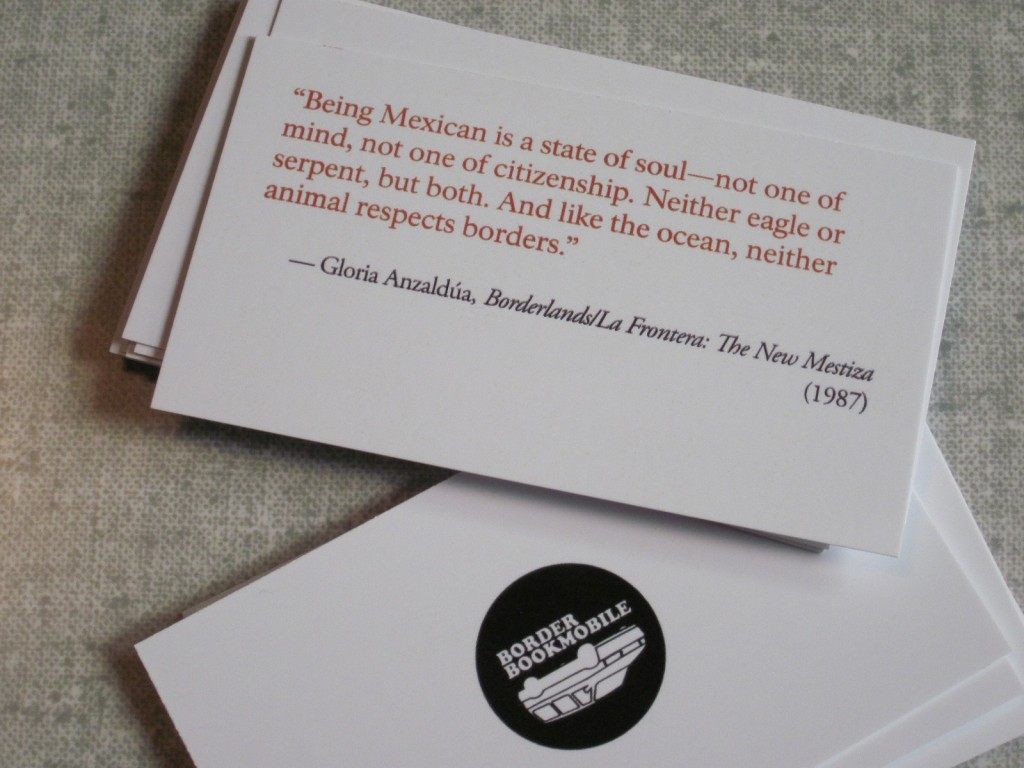 “Being Mexican is a state of soul—not one of
mind, not one of citizenship. Neither eagle or
serpent, but both. And like the ocean, neither
animal respects borders.”
— Gloria Anzaldúa, Borderlands/La Frontera: The New Mestiza
(1987)
BORDER
BOOKMOBILE